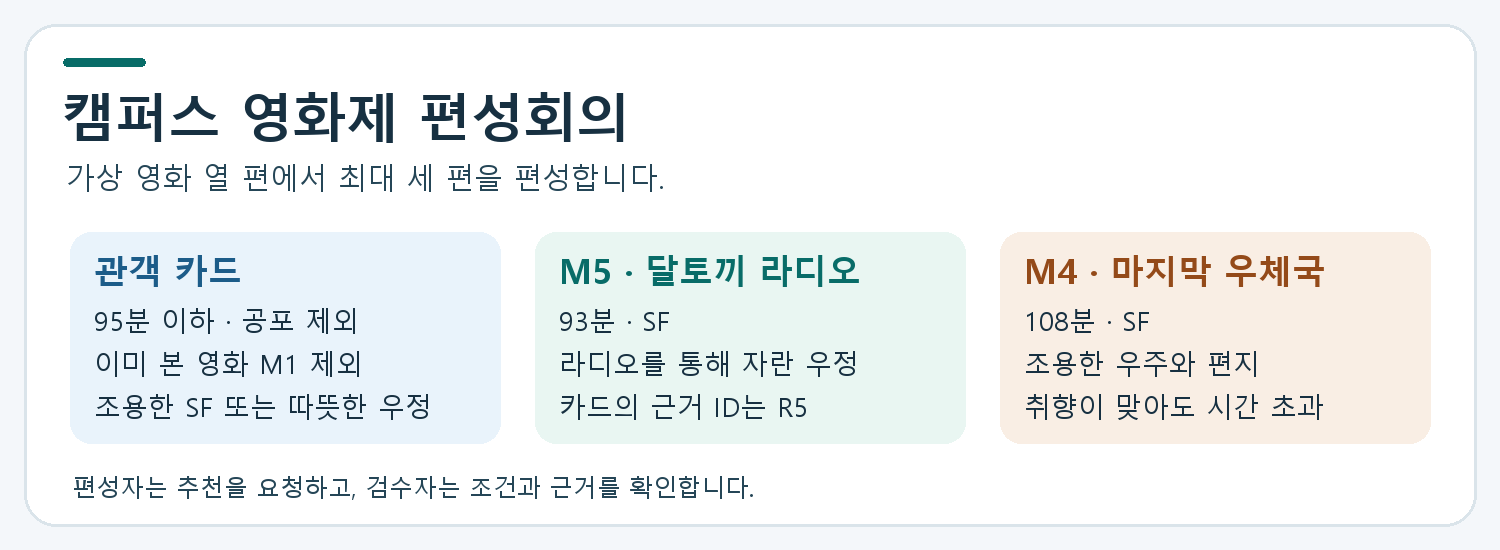 캠퍼스 영화제 편성회의
가상 영화 열 편에서 최대 세 편을 편성합니다.
관객 카드
95분 이하 · 공포 제외
이미 본 영화 M1 제외
조용한 SF 또는 따뜻한 우정
M5 · 달토끼 라디오
93분 · SF
라디오를 통해 자란 우정
카드의 근거 ID는 R5
M4 · 마지막 우체국
108분 · SF
조용한 우주와 편지
취향이 맞아도 시간 초과
편성자는 추천을 요청하고, 검수자는 조건과 근거를 확인합니다.